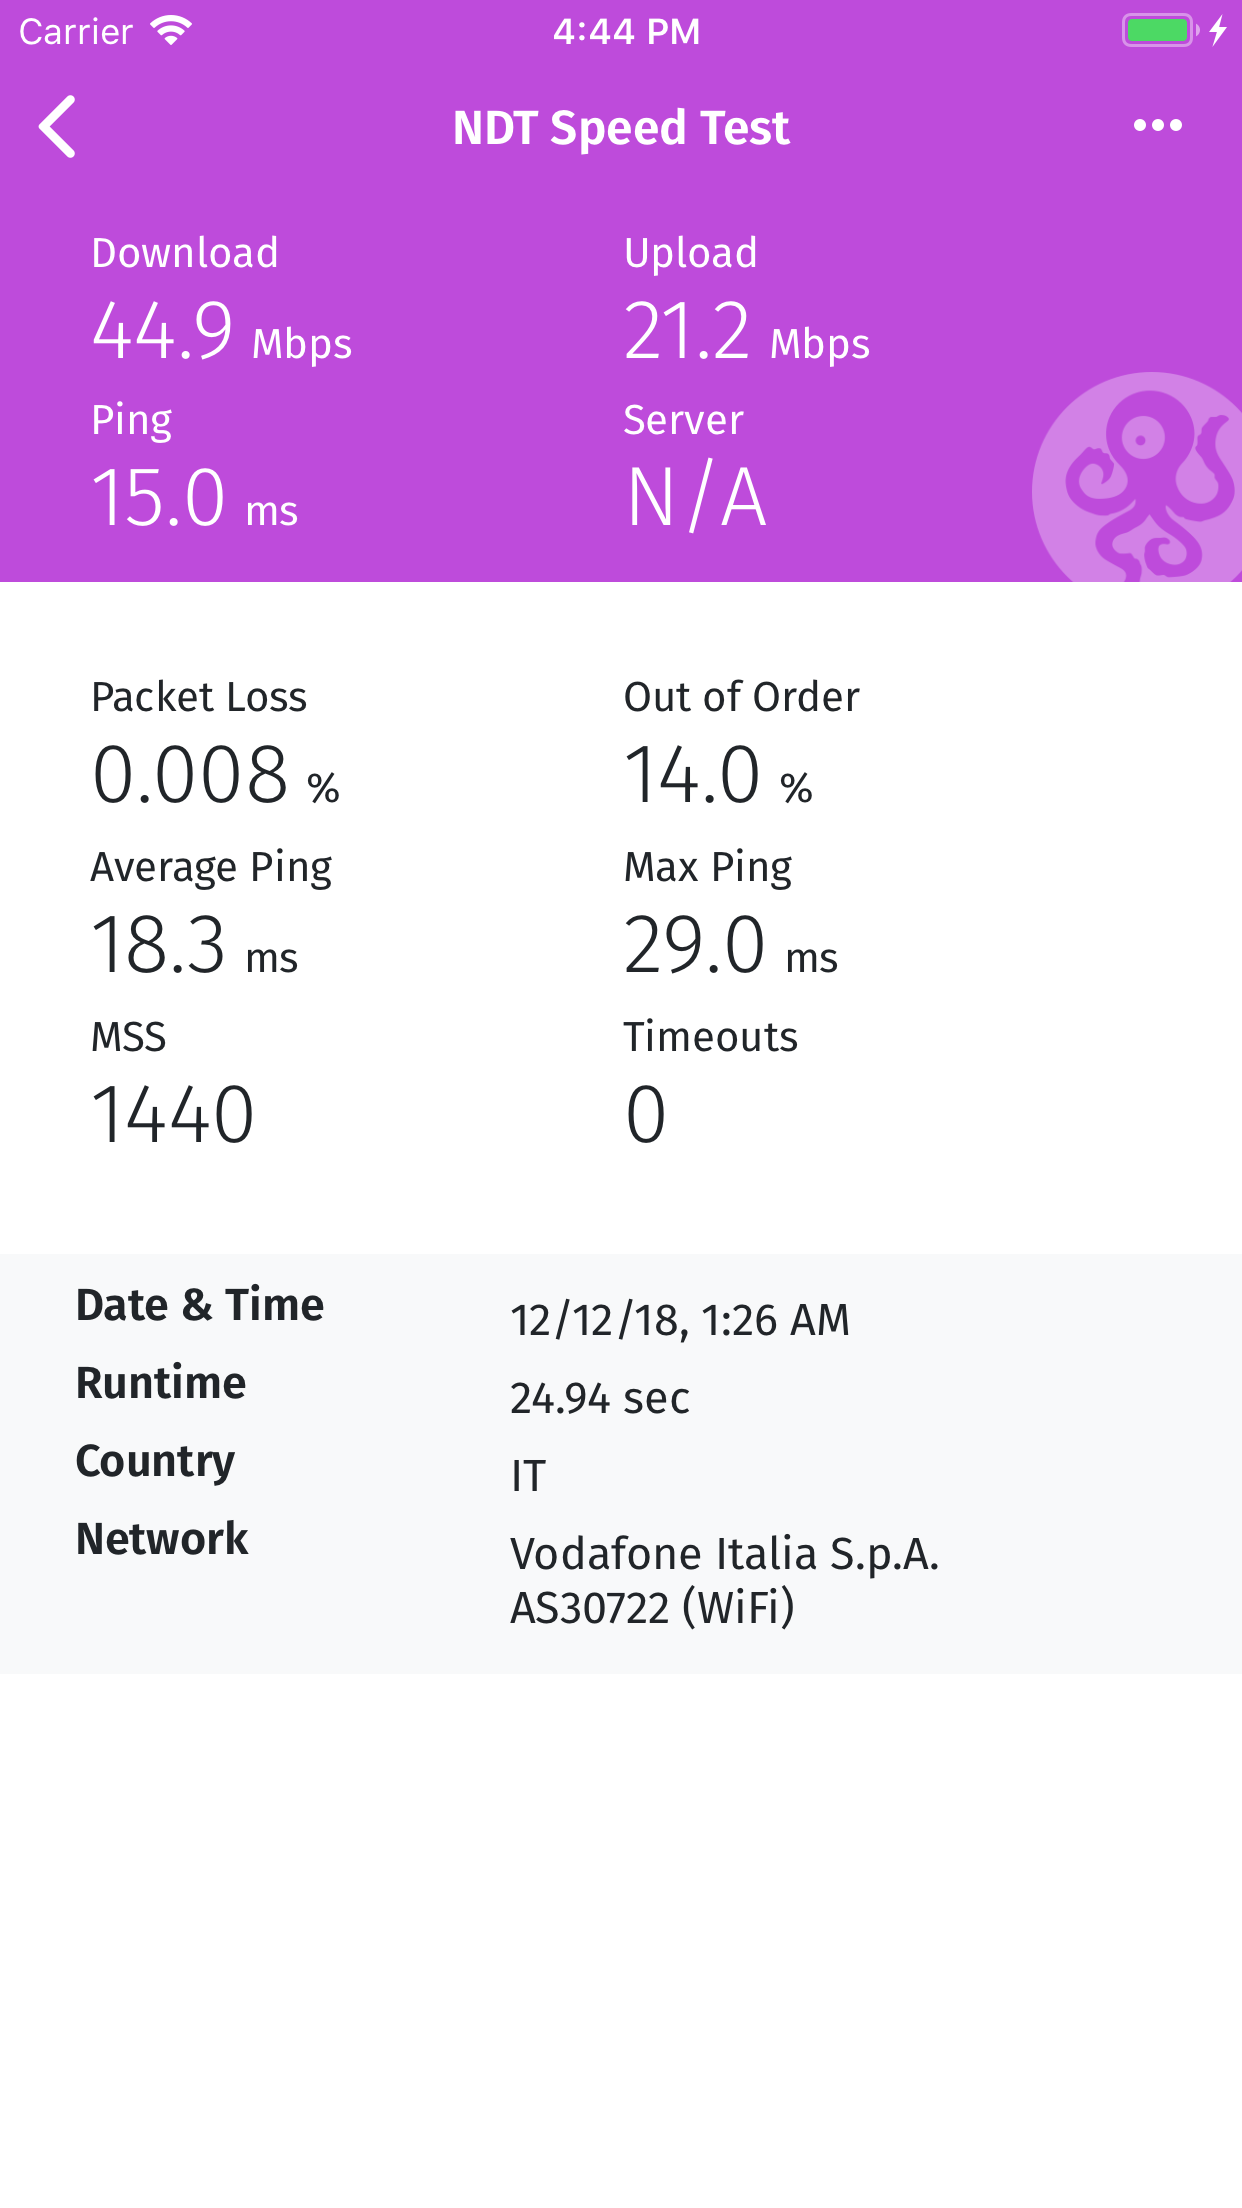 Carrier 4:44 PM
NDT Speed Test
Download Upload
44.9 Mbps 21.2 Mbps
Ping Server
15.0 ms N/A
Packet Loss Out of Order
0.008 % 14.0 %
Average Ping Max Ping
18.3 ms 29.0 ms
MSS Timeouts
1440 0
Date & Time 12/12/18, 1:26 AM
Runtime 24.94 sec
Country IT
Network Vodafone Italia S.p.A.
AS30722 (WiFi)